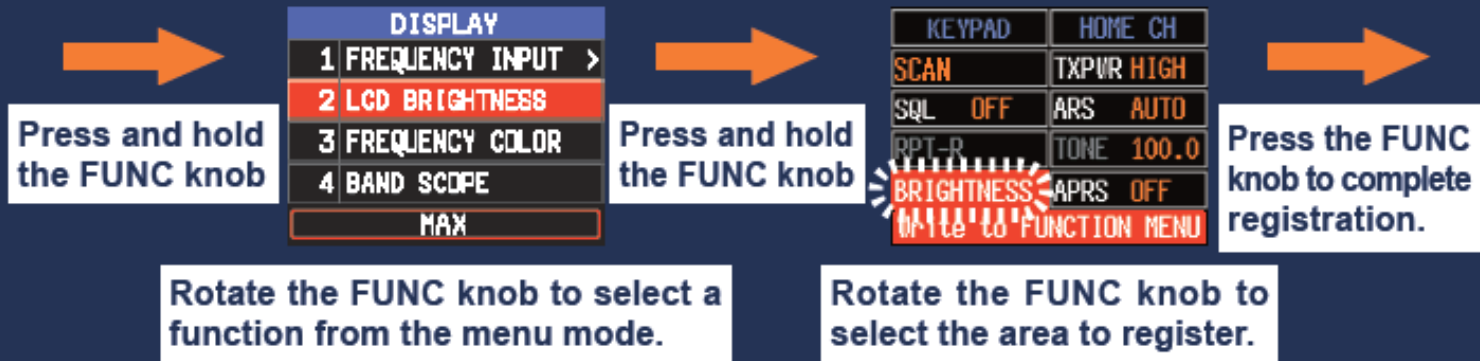 Press and hold
the FUNC knob
DISPLAY
1 FREQUENCY INPUT >
2 LCD BRIGHTNESS
3 FREQUENCY COLOR
4 BAND SCOPE
MAX
Rotate the FUNC knob to select a
function from the menu mode.
Press and hold
the FUNC knob
KEYPAD HOME CH
SCAN TXPWR HIGH
SQL OFF ARS AUTO
RPT-R TONE 100.0
BRIGHTNESS APRS OFF
Write to FUNCTION MENU
Rotate the FUNC knob to
select the area to register.
Press the FUNC
knob to complete
registration.